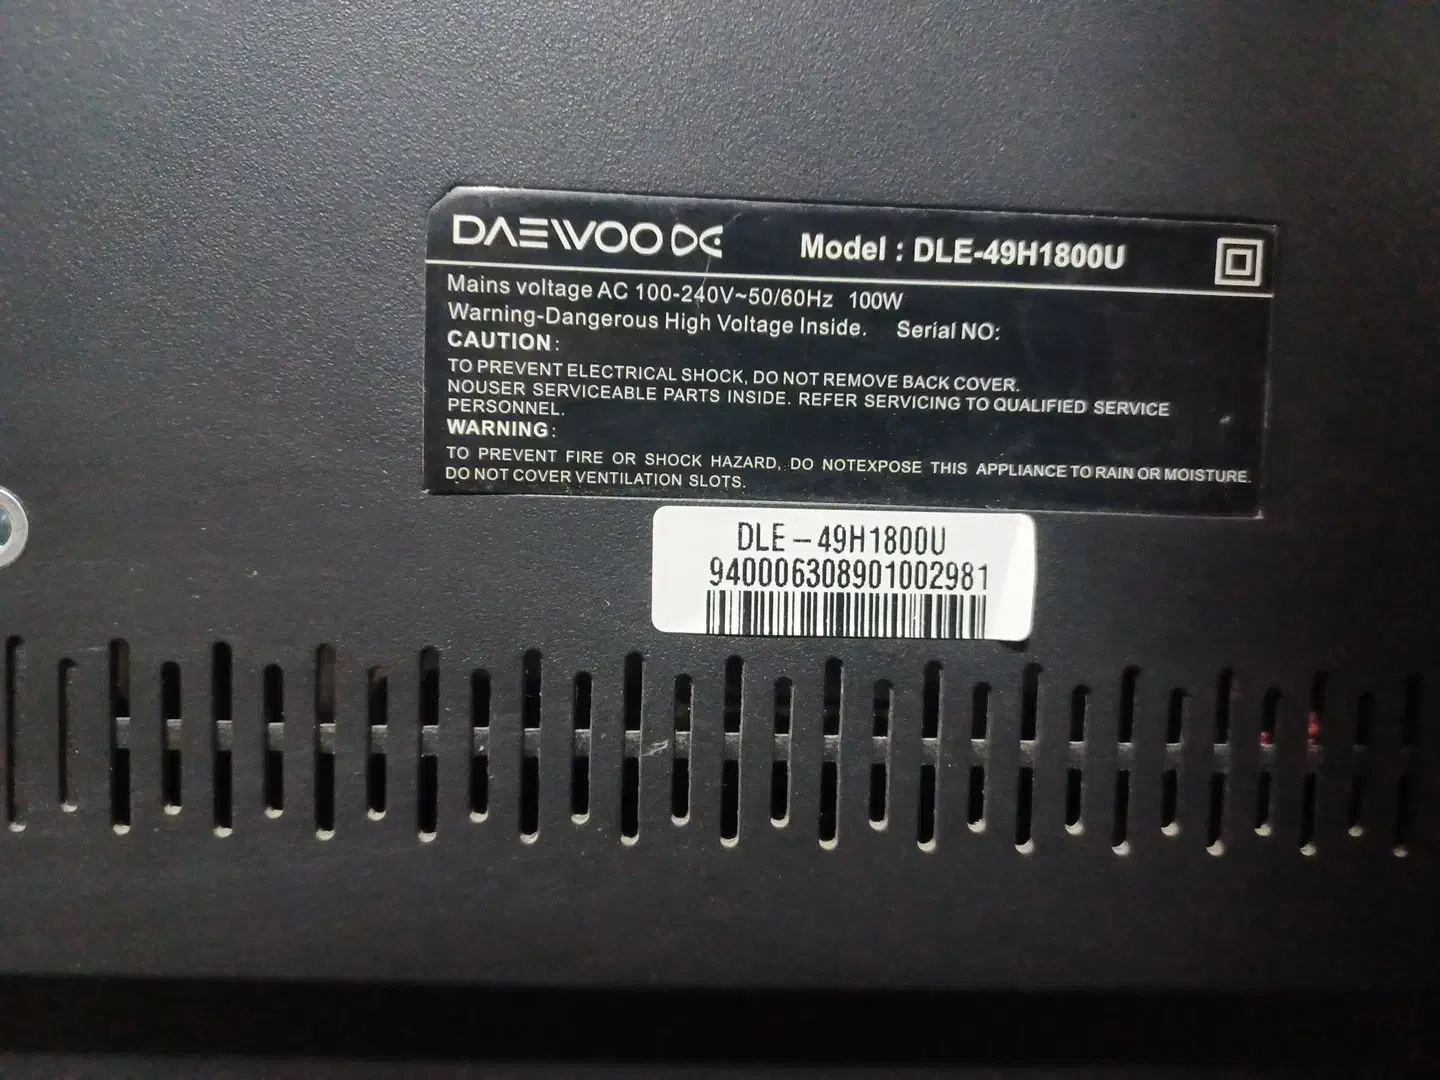 DAEWOO
Model : DLE-49H1800U
Mains voltage AC 100-240V~50/60Hz 100W
Warning-Dangerous High Voltage Inside. Serial NO:
CAUTION:
TO PREVENT ELECTRICAL SHOCK, DO NOT REMOVE BACK COVER.
NOUSER SERVICEABLE PARTS INSIDE. REFER SERVICING TO QUALIFIED SERVICE
PERSONNEL.
WARNING:
TO PREVENT FIRE OR SHOCK HAZARD, DO NOTEXPOSE THIS APPLIANCE TO RAIN OR MOISTURE.
DO NOT COVER VENTILATION SLOTS.
DLE-49H1800U
940006308901002981